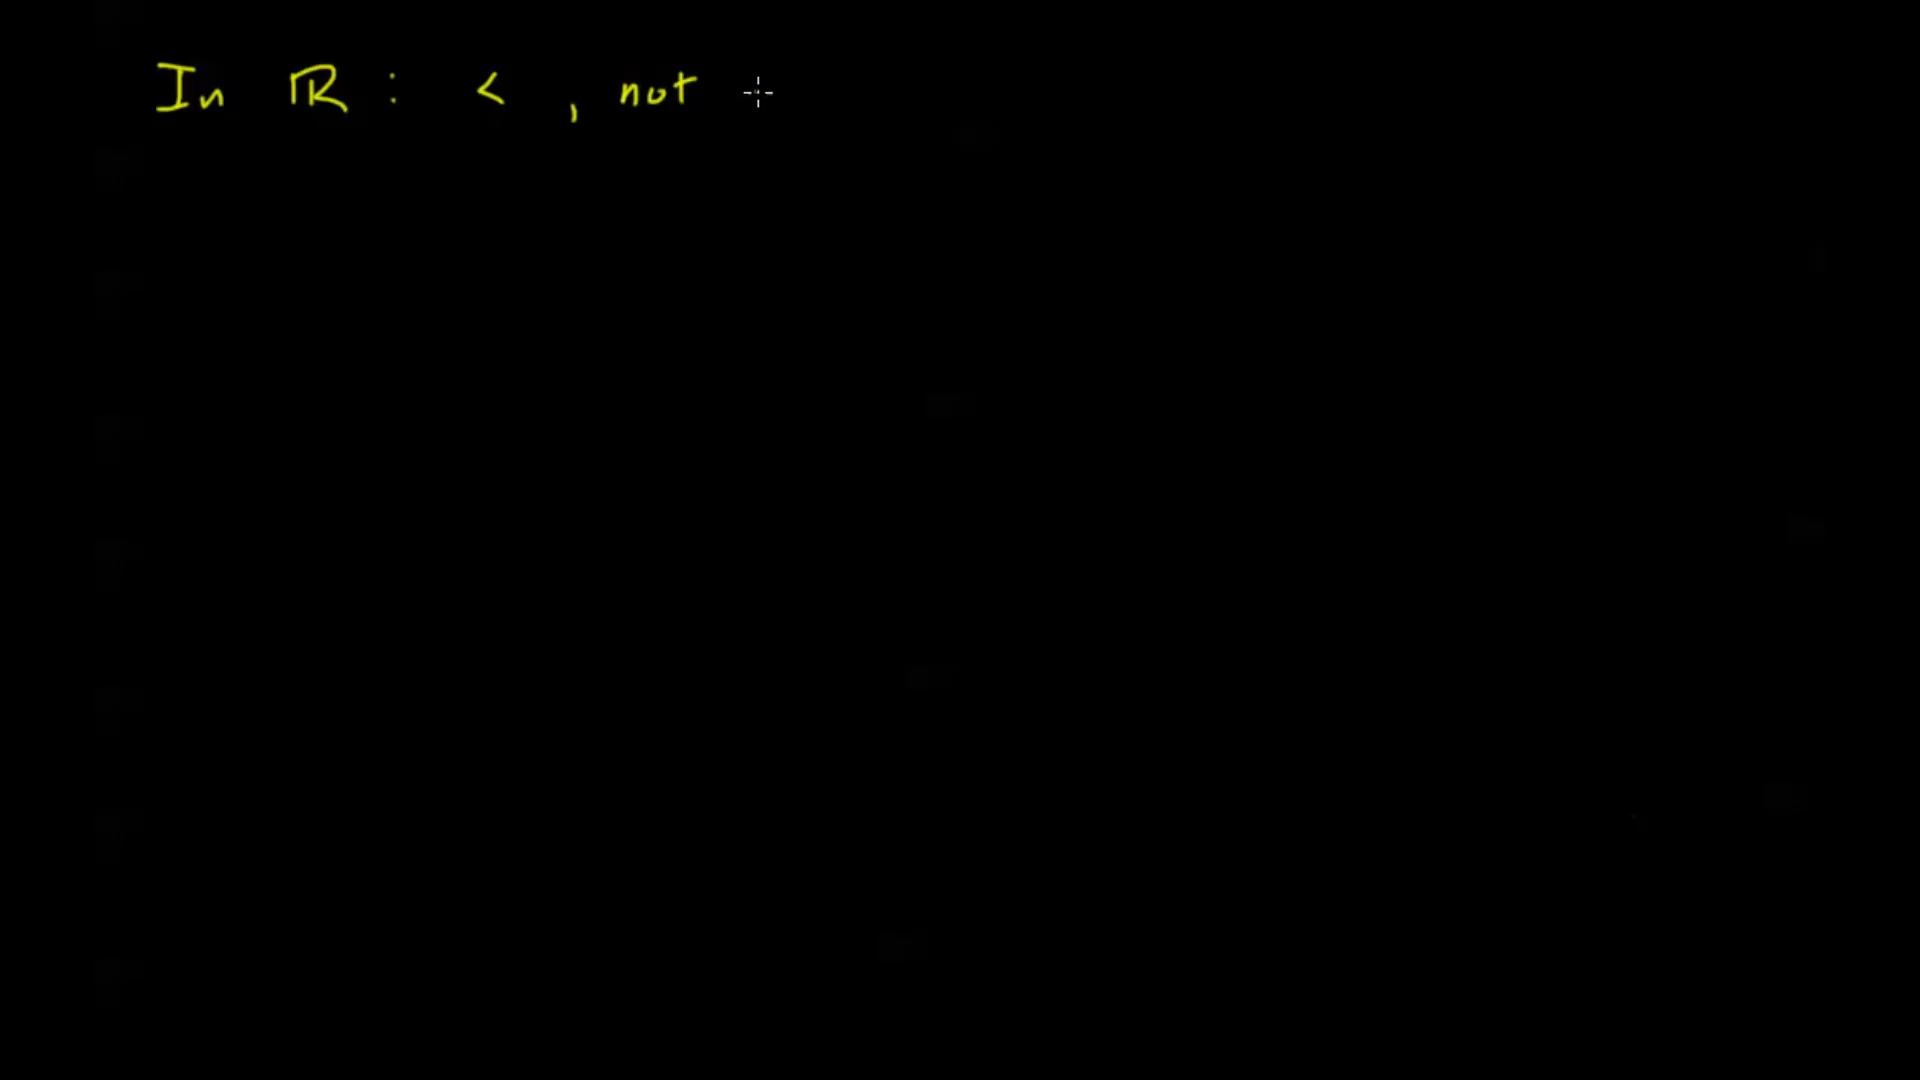 In ℝ : < , not